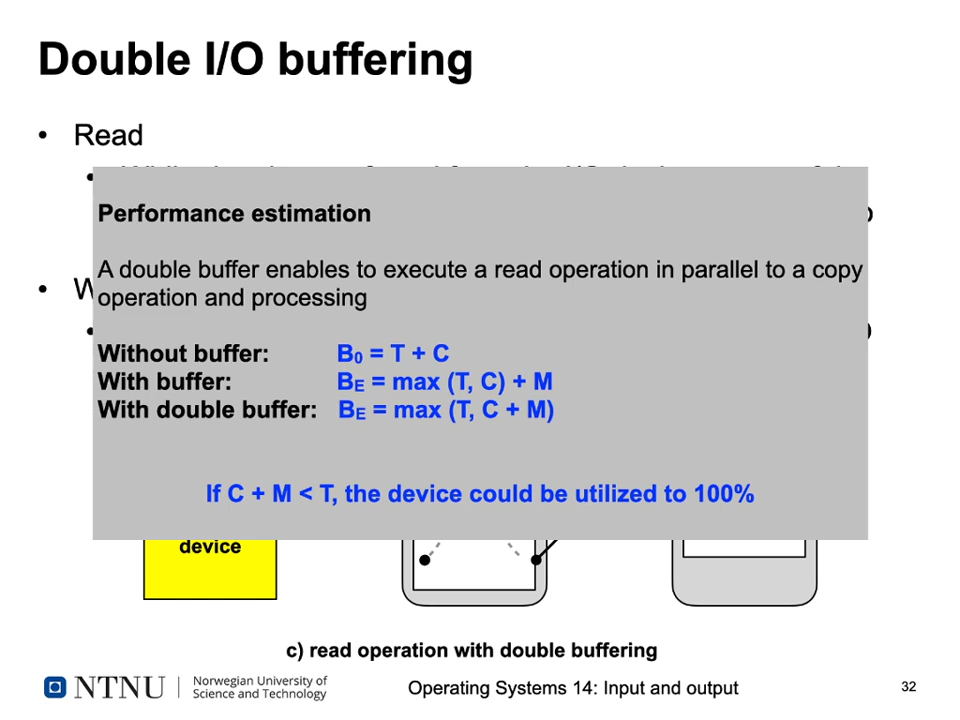 Double I/O buffering
• Read
Performance estimation
A double buffer enables to execute a read operation in parallel to a copy
operation and processing
Without buffer: B0 = T + C
With buffer: BE = max (T, C) + M
With double buffer: BE = max (T, C + M)
If C + M < T, the device could be utilized to 100%
device
c) read operation with double buffering
NTNU
Norwegian University of
Science and Technology
Operating Systems 14: Input and output
32